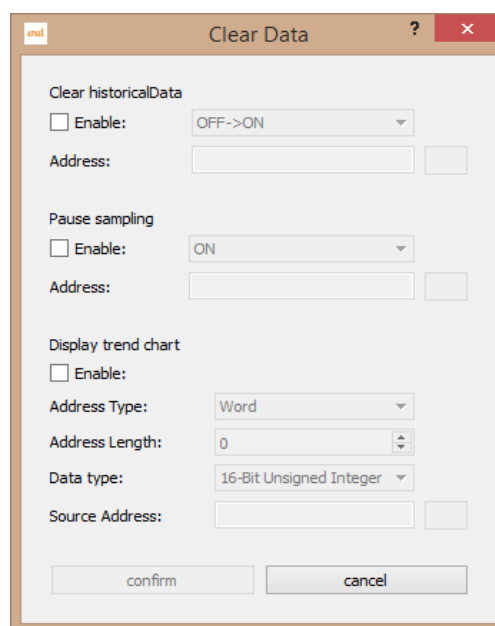 Clear Data
?
Clear historicalData
Enable: OFF->ON
Address:
Pause sampling
Enable: ON
Address:
Display trend chart
Enable:
Address Type: Word
Address Length: 0
Data type: 16-Bit Unsigned Integer
Source Address:
confirm cancel